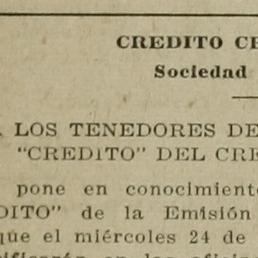 CREDITO CE
Sociedad
LOS TENEDORES DE
"CREDITO" DEL CRE
pone en conocimiento
DITO" de la Emisión
que el miércoles 24 de